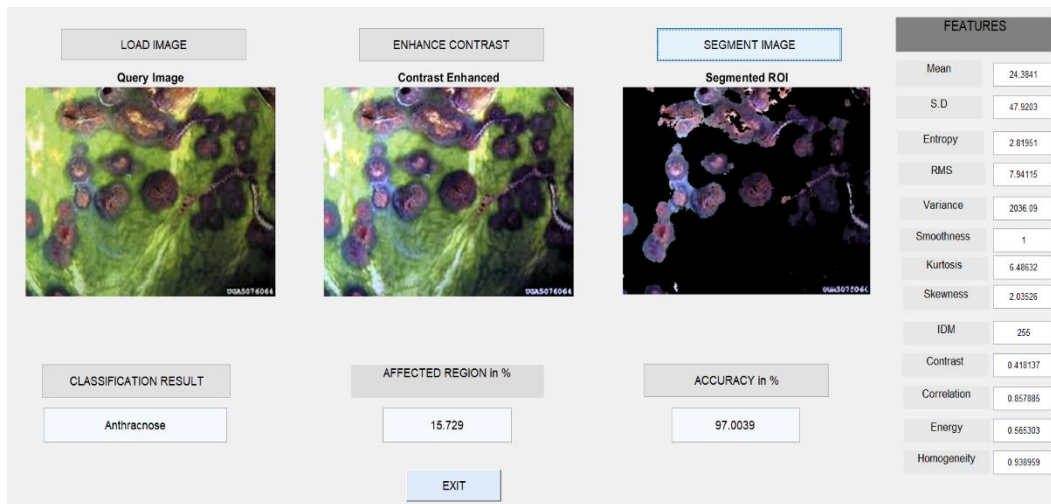 LOAD IMAGE
ENHANCE CONTRAST
SEGMENT IMAGE
Query Image
Contrast Enhanced
Segmented ROI
UGA5076064
UGA5076064
UGA5076064
CLASSIFICATION RESULT
AFFECTED REGION in %
ACCURACY in %
Anthracnose
15.729
97.0039
EXIT
FEATURES
Mean 24.3841
S.D 47.9203
Entropy 2.81951
RMS 7.94115
Variance 2036.09
Smoothness 1
Kurtosis 6.48632
Skewness 2.03526
IDM 255
Contrast 0.418137
Correlation 0.857885
Energy 0.565303
Homogeneity 0.938959